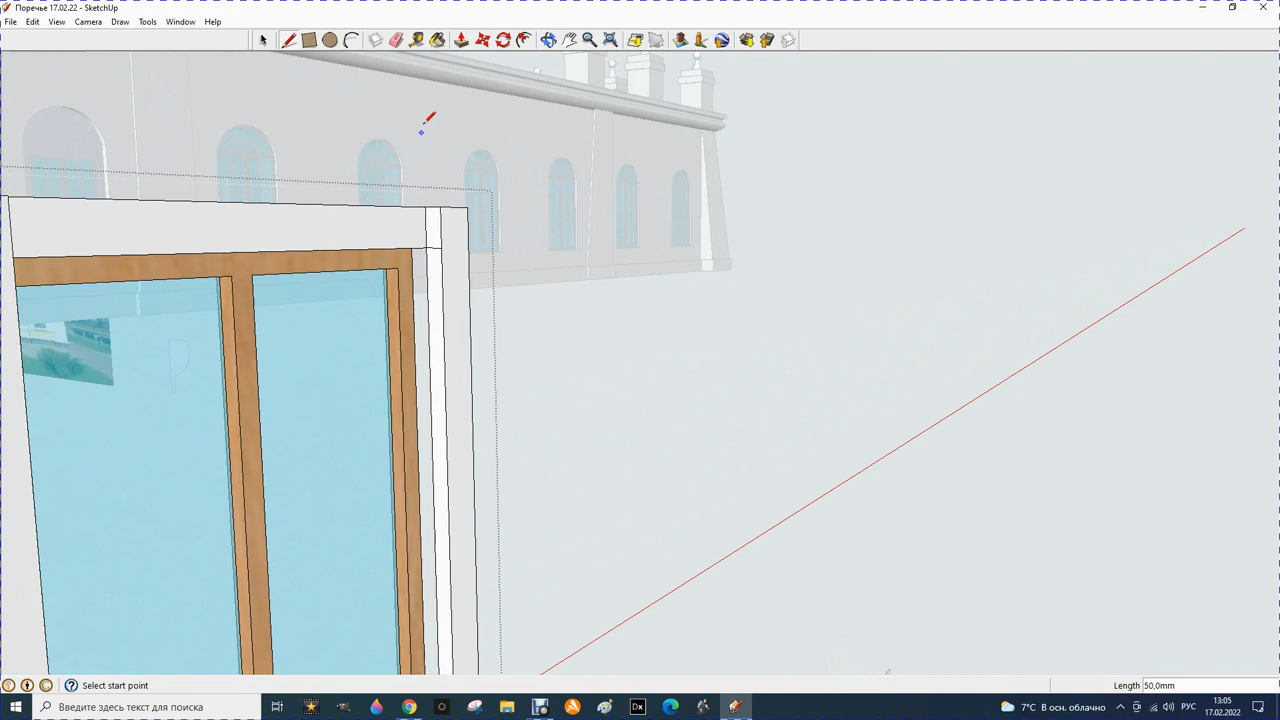 Поречье 17.02.22 - SketchUp
File Edit View Camera Draw Tools Window Help
Select start point
Length 50,0mm
Введите здесь текст для поиска
Dx
7°C В осн. облачно
РУС
13:05
17.02.2022